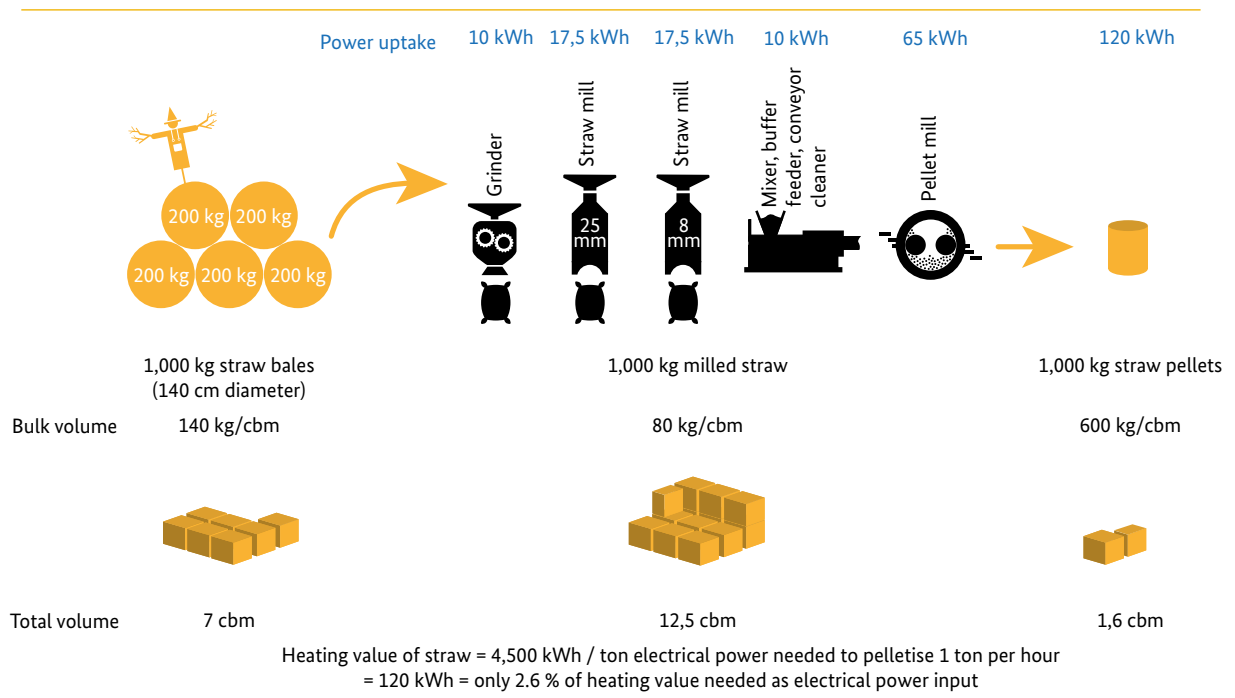 Power uptake 10 kWh 17,5 kWh 17,5 kWh 10 kWh 65 kWh 120 kWh
Grinder
Straw mill
Straw mill
Mixer, buffer
feeder, conveyor
cleaner
Pellet mill
200 kg 200 kg
200 kg 200 kg 200 kg
25
mm
8
mm
1,000 kg straw bales
(140 cm diameter)
1,000 kg milled straw
1,000 kg straw pellets
Bulk volume 140 kg/cbm 80 kg/cbm 600 kg/cbm
Total volume 7 cbm 12,5 cbm 1,6 cbm
Heating value of straw = 4,500 kWh / ton electrical power needed to pelletise 1 ton per hour
= 120 kWh = only 2.6 % of heating value needed as electrical power input